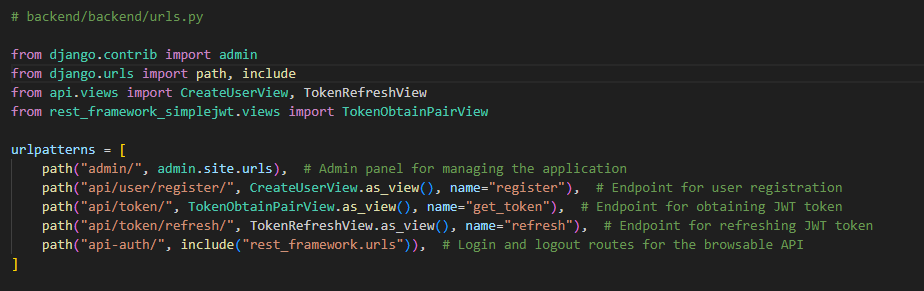 # backend/backend/urls.py

from django.contrib import admin
from django.urls import path, include
from api.views import CreateUserView, TokenRefreshView
from rest_framework_simplejwt.views import TokenObtainPairView

urlpatterns = [
    path("admin/", admin.site.urls),  # Admin panel for managing the application
    path("api/user/register/", CreateUserView.as_view(), name="register"),  # Endpoint for user registration
    path("api/token/", TokenObtainPairView.as_view(), name="get_token"),  # Endpoint for obtaining JWT token
    path("api/token/refresh/", TokenRefreshView.as_view(), name="refresh"),  # Endpoint for refreshing JWT token
    path("api-auth/", include("rest_framework.urls")),  # Login and logout routes for the browsable API
]